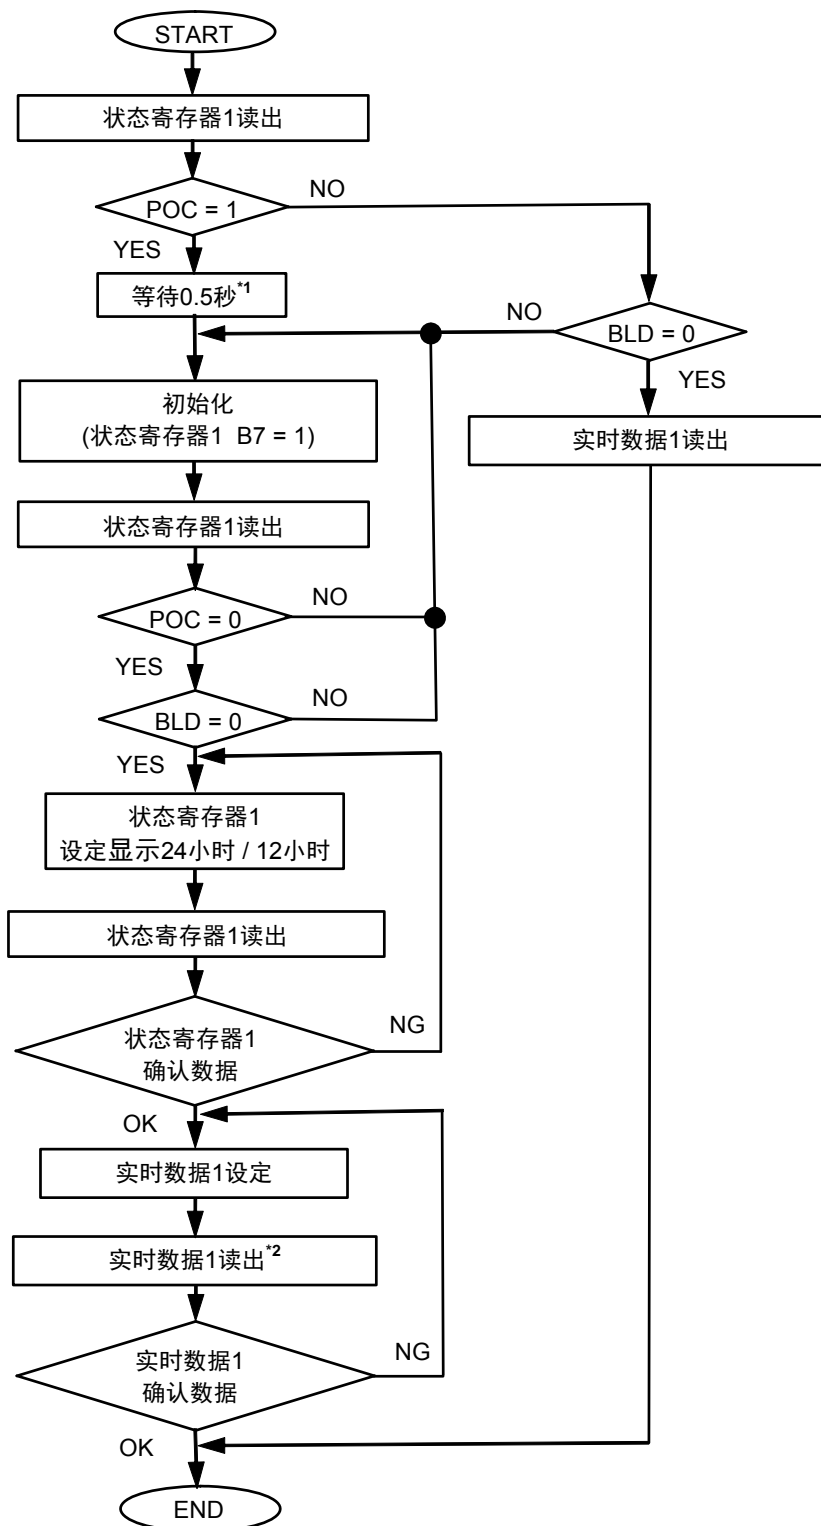 START
状态寄存器1读出
POC = 1
NO
YES
等待0.5秒*1
NO
BLD = 0
YES
初始化
(状态寄存器1 B7 = 1)
实时数据1读出
状态寄存器1读出
POC = 0
NO
YES
BLD = 0
NO
YES
状态寄存器1
设定显示24小时 / 12小时
状态寄存器1读出
状态寄存器1
确认数据
NG
OK
实时数据1设定
实时数据1读出*2
实时数据1
确认数据
NG
OK
END